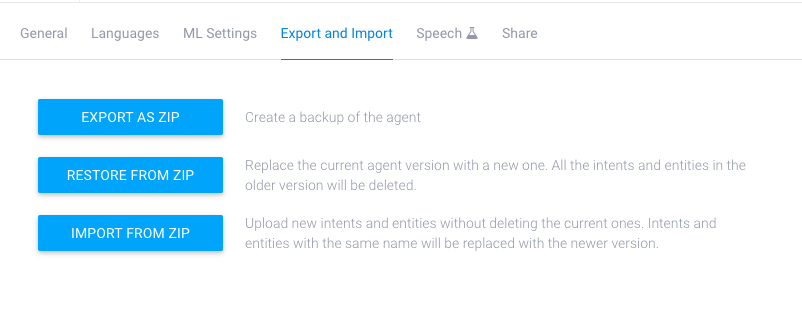 General Languages ML Settings Export and Import Speech Share
EXPORT AS ZIP Create a backup of the agent
RESTORE FROM ZIP Replace the current agent version with a new one. All the intents and entities in the
older version will be deleted.
IMPORT FROM ZIP Upload new intents and entities without deleting the current ones. Intents and
entities with the same name will be replaced with the newer version.